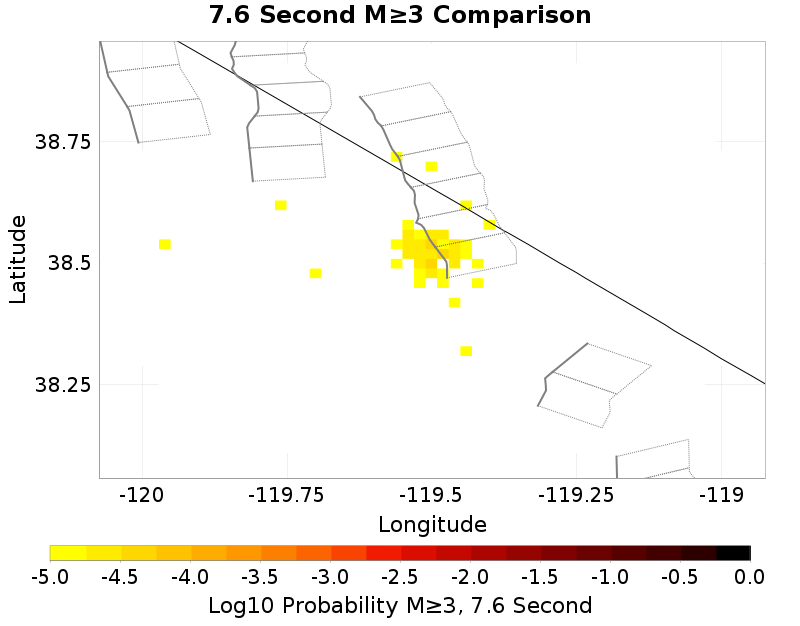 7.6 Second M≥3 Comparison
38.75
38.5
38.25
Latitude
-120 -119.75 -119.5 -119.25 -119
Longitude
-5.0 -4.5 -4.0 -3.5 -3.0 -2.5 -2.0 -1.5 -1.0 -0.5 0.0
Log10 Probability M≥3, 7.6 Second